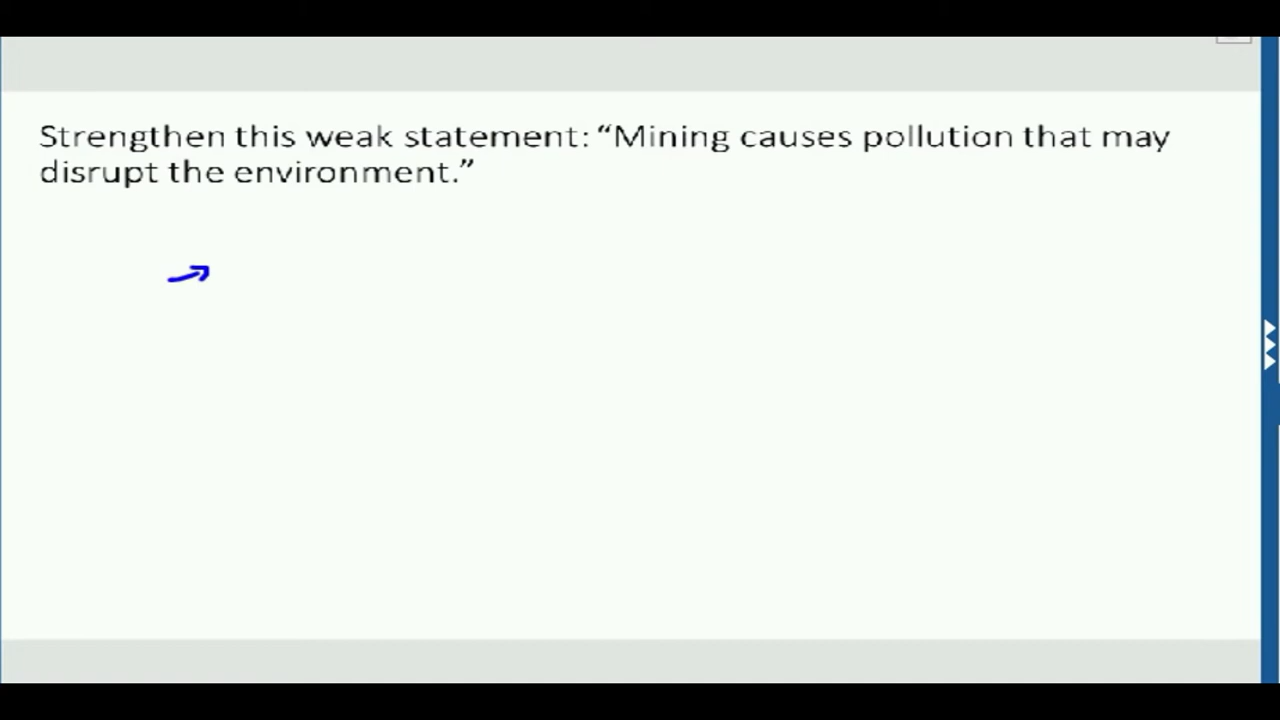 Strengthen this weak statement: “Mining causes pollution that may
disrupt the environment.”